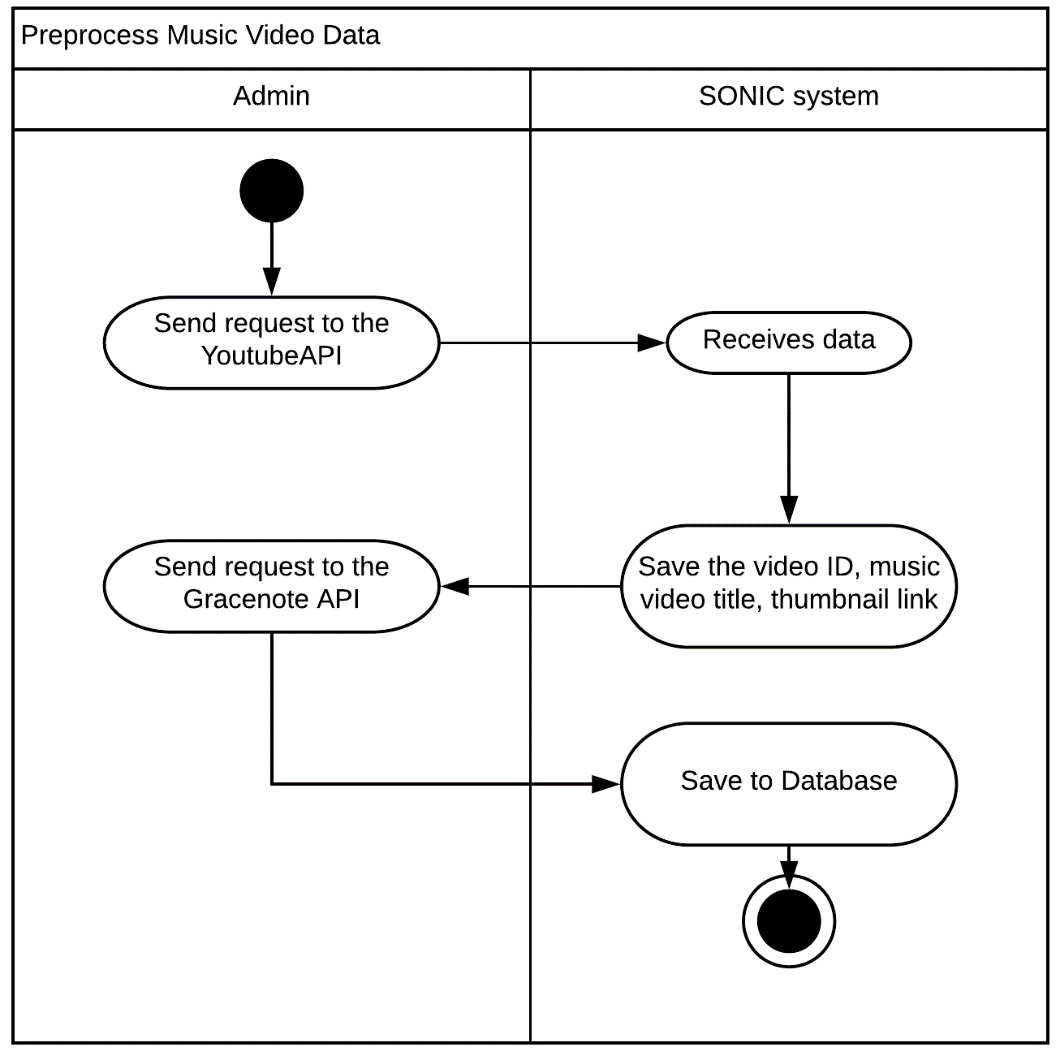 Preprocess Music Video Data
Admin
SONIC system
Send request to the
YoutubeAPI
Receives data
Save the video ID, music
video title, thumbnail link
Send request to the
Gracenote API
Save to Database